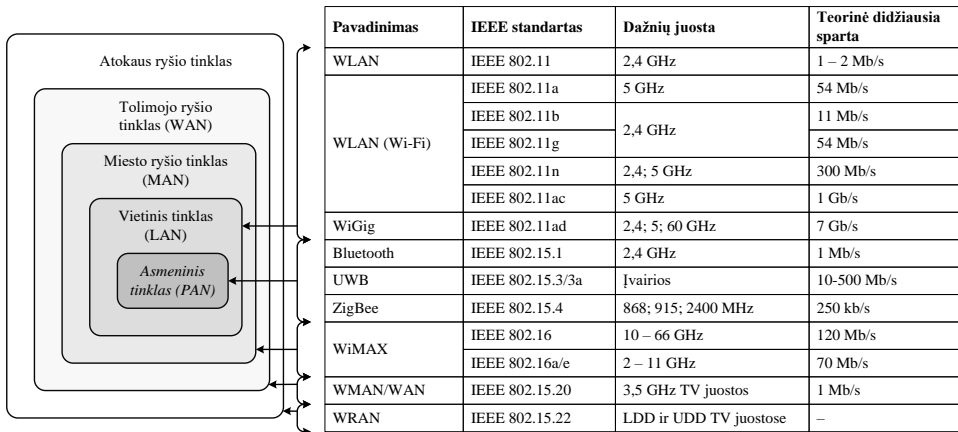 Atokaus ryšio tinklas
Tolimojo ryšio
tinklas (WAN)
Miesto ryšio tinklas
(MAN)
Vietinis tinklas
(LAN)
Asmeninis
tinklas (PAN)
Pavadinimas IEEE standartas Dažnių juosta Teorinė didžiausia sparta
WLAN IEEE 802.11 2,4 GHz 1 – 2 Mb/s
WLAN (Wi-Fi) IEEE 802.11a 5 GHz 54 Mb/s
IEEE 802.11b 2,4 GHz 11 Mb/s
IEEE 802.11g 54 Mb/s
IEEE 802.11n 2,4; 5 GHz 300 Mb/s
IEEE 802.11ac 5 GHz 1 Gb/s
WiGig IEEE 802.11ad 2,4; 5; 60 GHz 7 Gb/s
Bluetooth IEEE 802.15.1 2,4 GHz 1 Mb/s
UWB IEEE 802.15.3/3a Įvairios 10-500 Mb/s
ZigBee IEEE 802.15.4 868; 915; 2400 MHz 250 kb/s
WiMAX IEEE 802.16 10 – 66 GHz 120 Mb/s
IEEE 802.16a/e 2 – 11 GHz 70 Mb/s
WMAN/WAN IEEE 802.15.20 3,5 GHz TV juostos 1 Mb/s
WRAN IEEE 802.15.22 LDD ir UDD TV juostose –